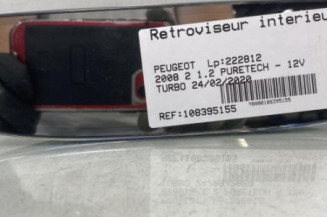 Retroviseur interieu
PEUGEOT Lp:222812
2008 2 1.2 PURETECH - 12V
TURBO 24/02/2020
REF:108395155